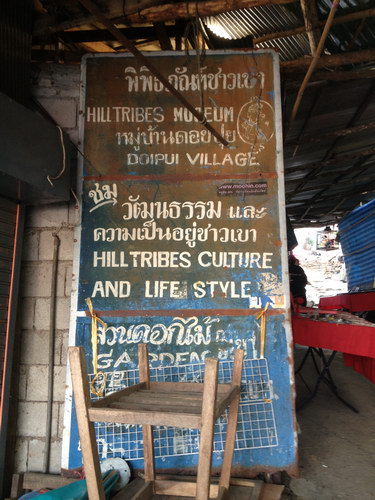 พิพิธภัณฑ์ชาวเขา
HILLTRIBES MUSEUM
หมู่บ้านดอยปุย
DOIPUI VILLAGE
ชม
วัฒนธรรม และ
ความเป็นอยู่ชาวเขา
HILLTRIBES CULTURE
AND LIFE STYLE
สวนดอกไม้
GARDEN